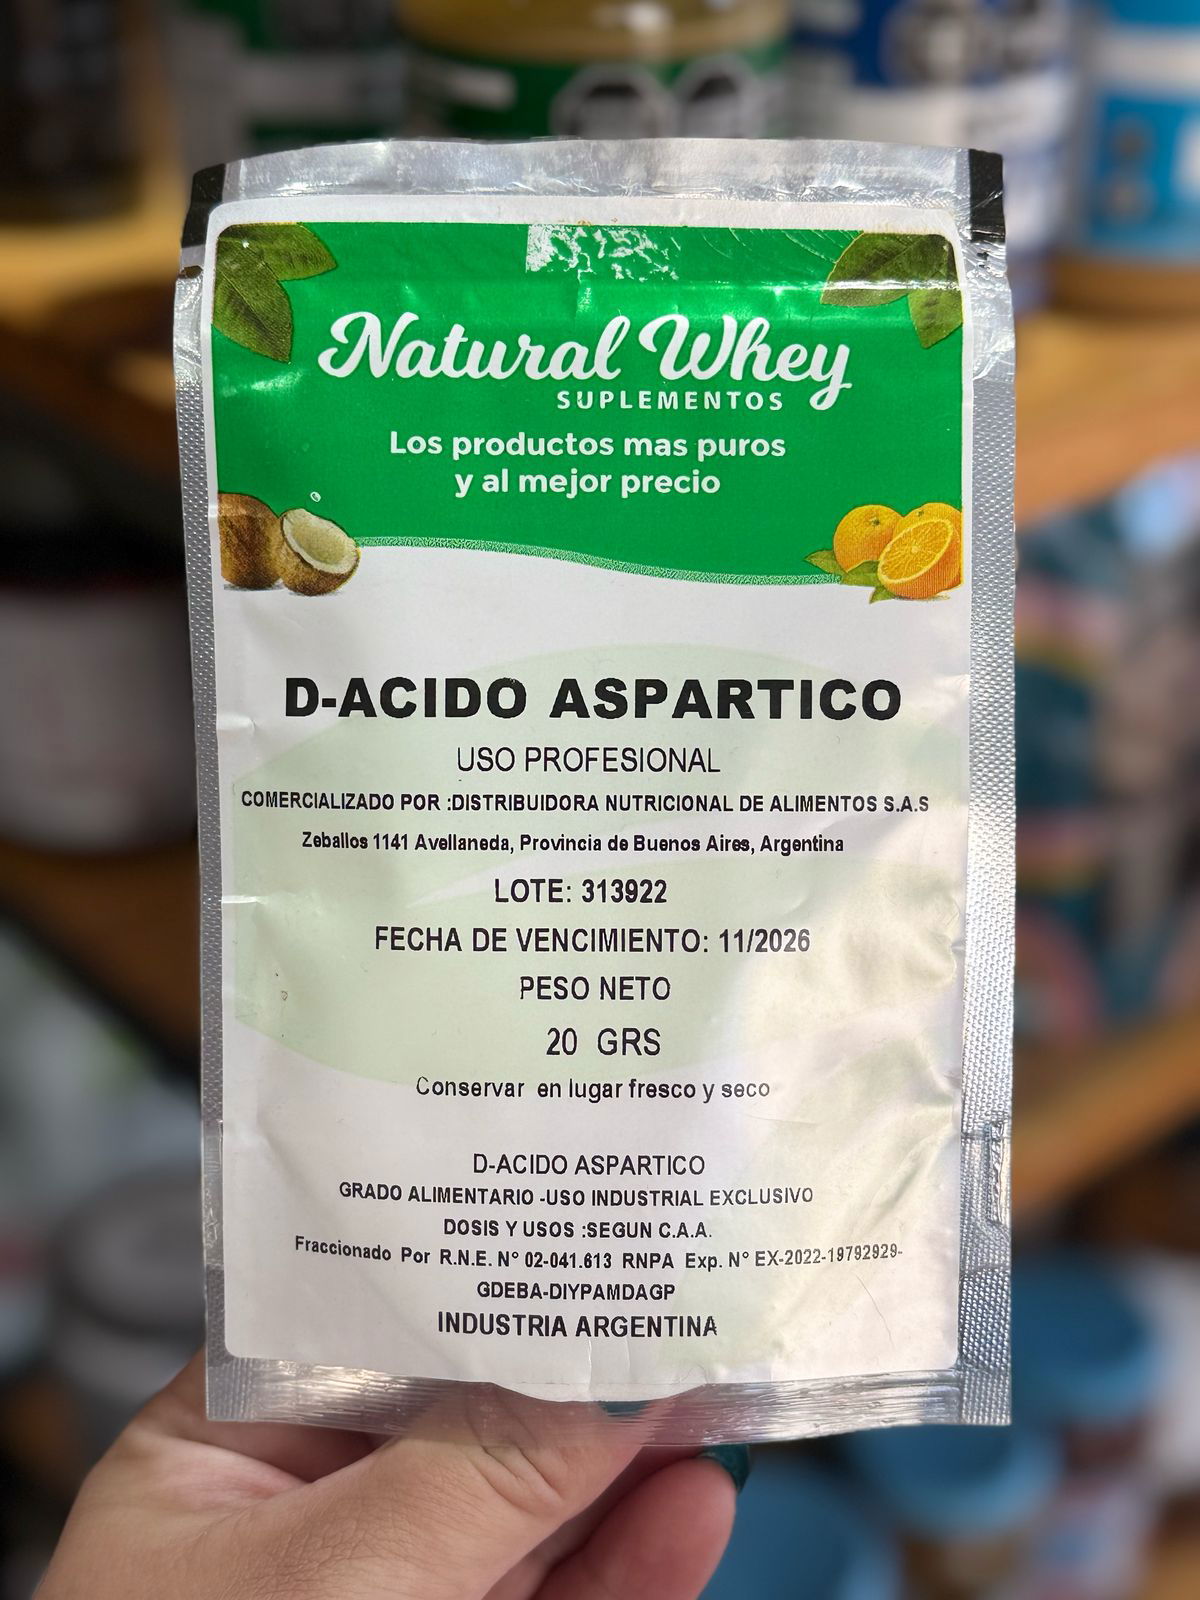 Natural Whey
SUPLEMENTOS
Los productos mas puros
y al mejor precio
D-ACIDO ASPARTICO
USO PROFESIONAL
COMERCIALIZADO POR :DISTRIBUIDORA NUTRICIONAL DE ALIMENTOS S.A.S
Zeballos 1141 Avellaneda, Provincia de Buenos Aires, Argentina
LOTE: 313922
FECHA DE VENCIMIENTO: 11/2026
PESO NETO
20 GRS
Conservar en lugar fresco y seco
D-ACIDO ASPARTICO
GRADO ALIMENTARIO -USO INDUSTRIAL EXCLUSIVO
DOSIS Y USOS :SEGUN C.A.A.
Fraccionado Por R.N.E. N° 02-041.613 RNPA Exp. N° EX-2022-19792929-
GDEBA-DIYPAMDAGP
INDUSTRIA ARGENTINA